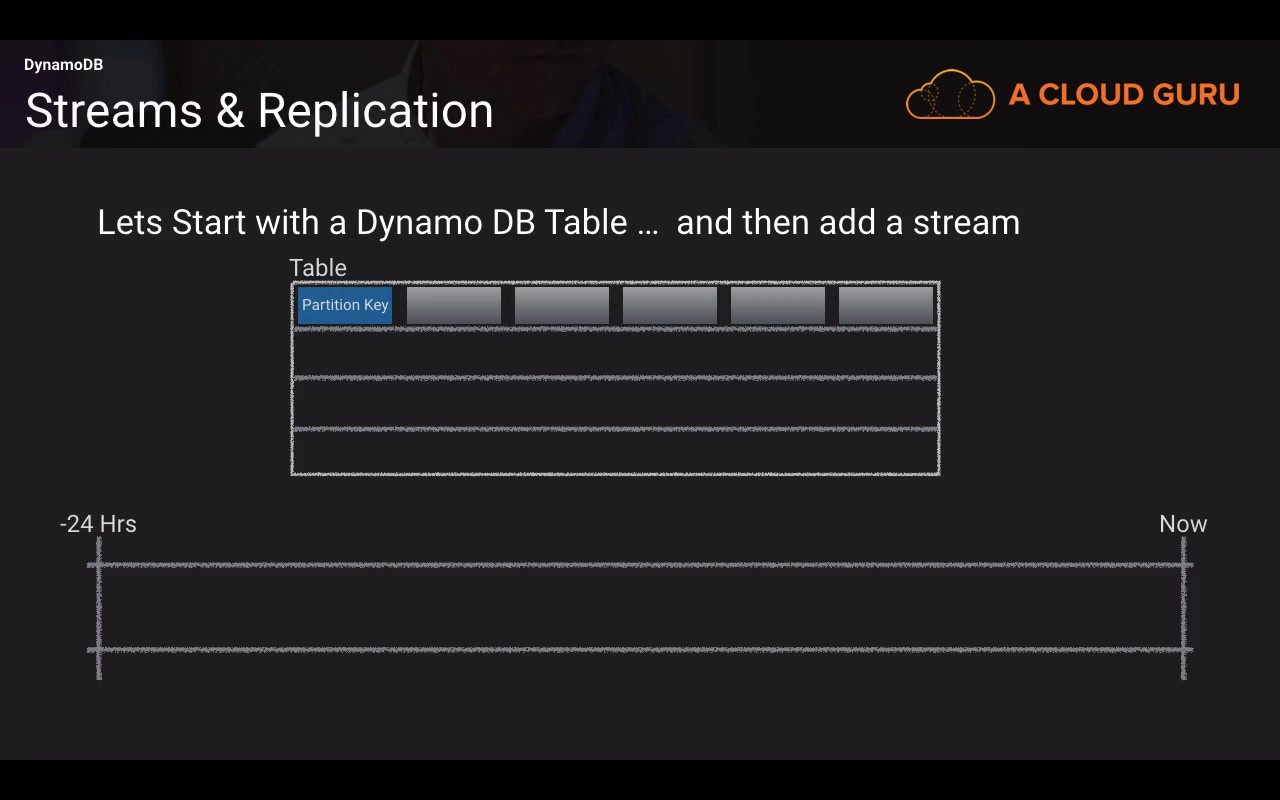 DynamoDB
Streams & Replication
A CLOUD GURU
Lets Start with a Dynamo DB Table ... and then add a stream
Table
Partition Key
-24 Hrs
Now